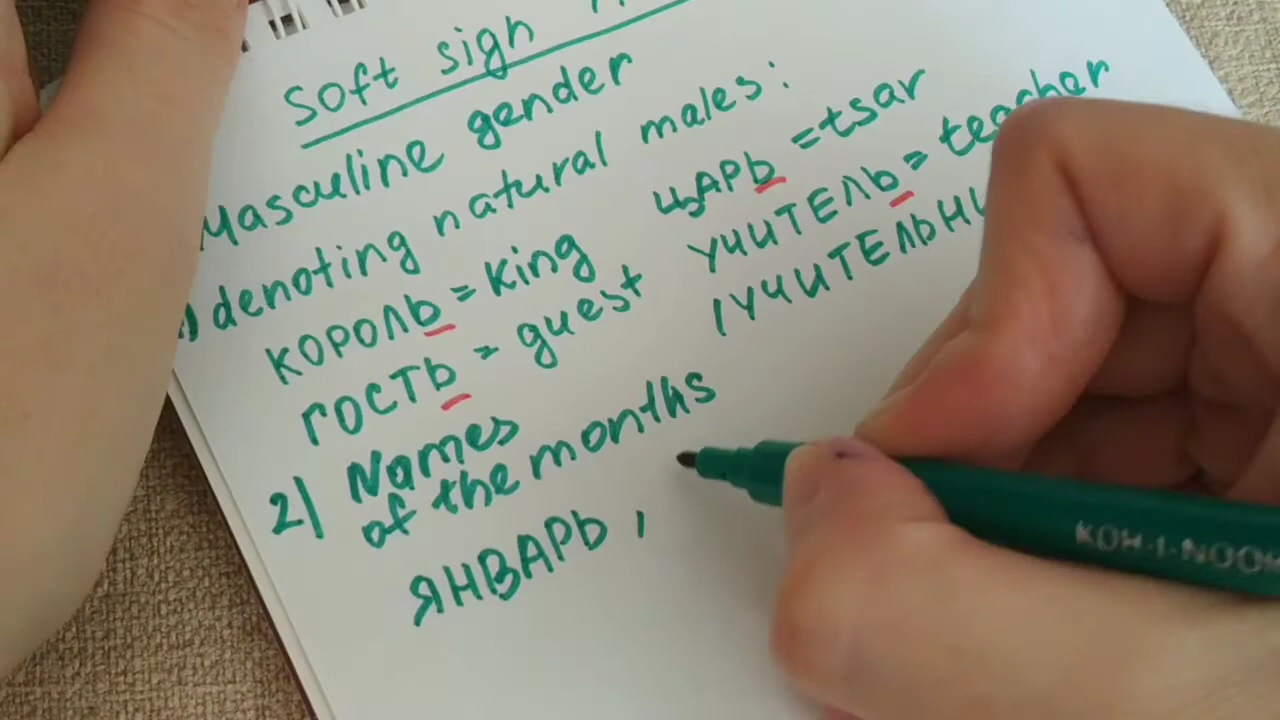 Soft sign
Masculine gender
1) denoting natural males:
КОРОЛЬ = King
ГОСТЬ = guest
ЦАРЬ = tsar
УЧИТЕЛЬ = teacher
2) Names
of the months
ЯНВАРЬ,
KOH-I-NOOR